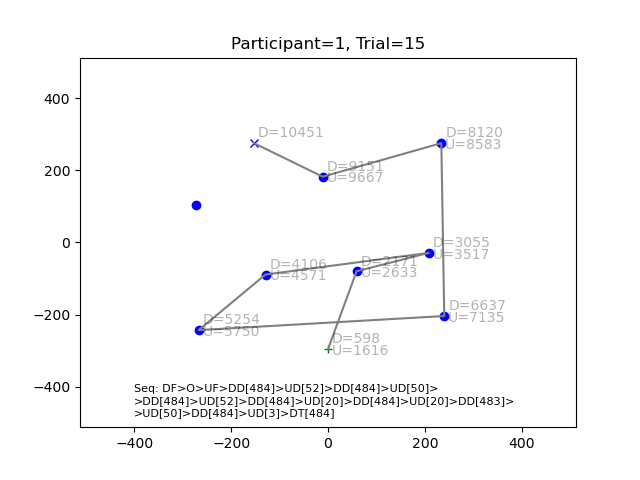 Participant=1, Trial=15
400
200
0
−200
−400
D=10451
D=9151
U=9667
D=8120
U=8583
D=3055
U=3517
D=2171
U=2633
D=4106
U=4571
D=6637
U=7135
D=5254
U=5750
D=598
U=1616
Seq: DF>O>UF>DD[484]>UD[52]>DD[484]>UD[50]>
>DD[484]>UD[52]>DD[484]>UD[20]>DD[484]>UD[20]>DD[483]>
>UD[50]>DD[484]>UD[3]>DT[484]
−400 −200 0 200 400